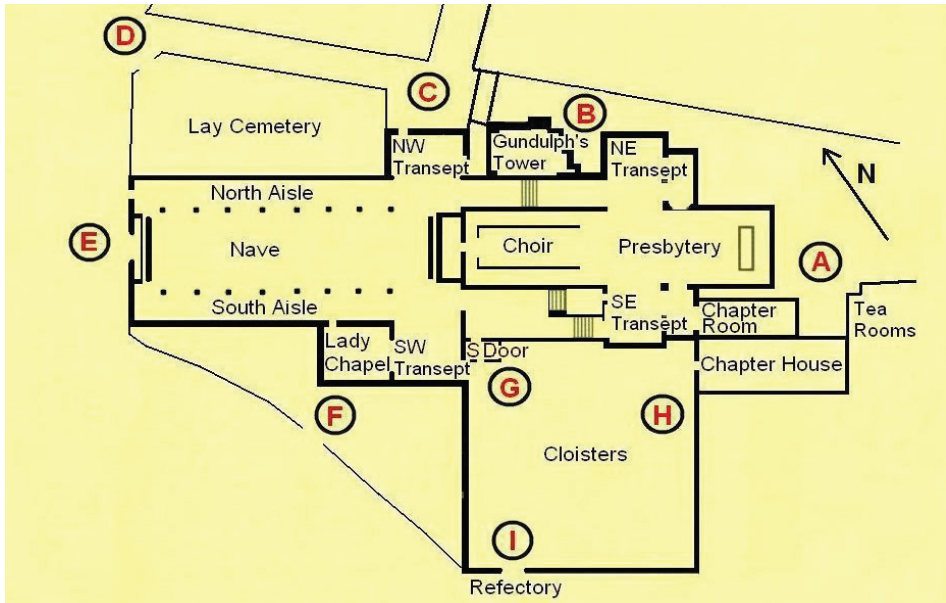 D
C
B
Lay Cemetery
NW
Transept
Gundulph's
Tower
NE
Transept
N
North Aisle
E
Nave
Choir
Presbytery
A
South Aisle
SE
Transept
Chapter
Room
Tea
Rooms
Lady
Chapel
SW
Transept
S Door
Chapter House
F
G
H
Cloisters
I
Refectory